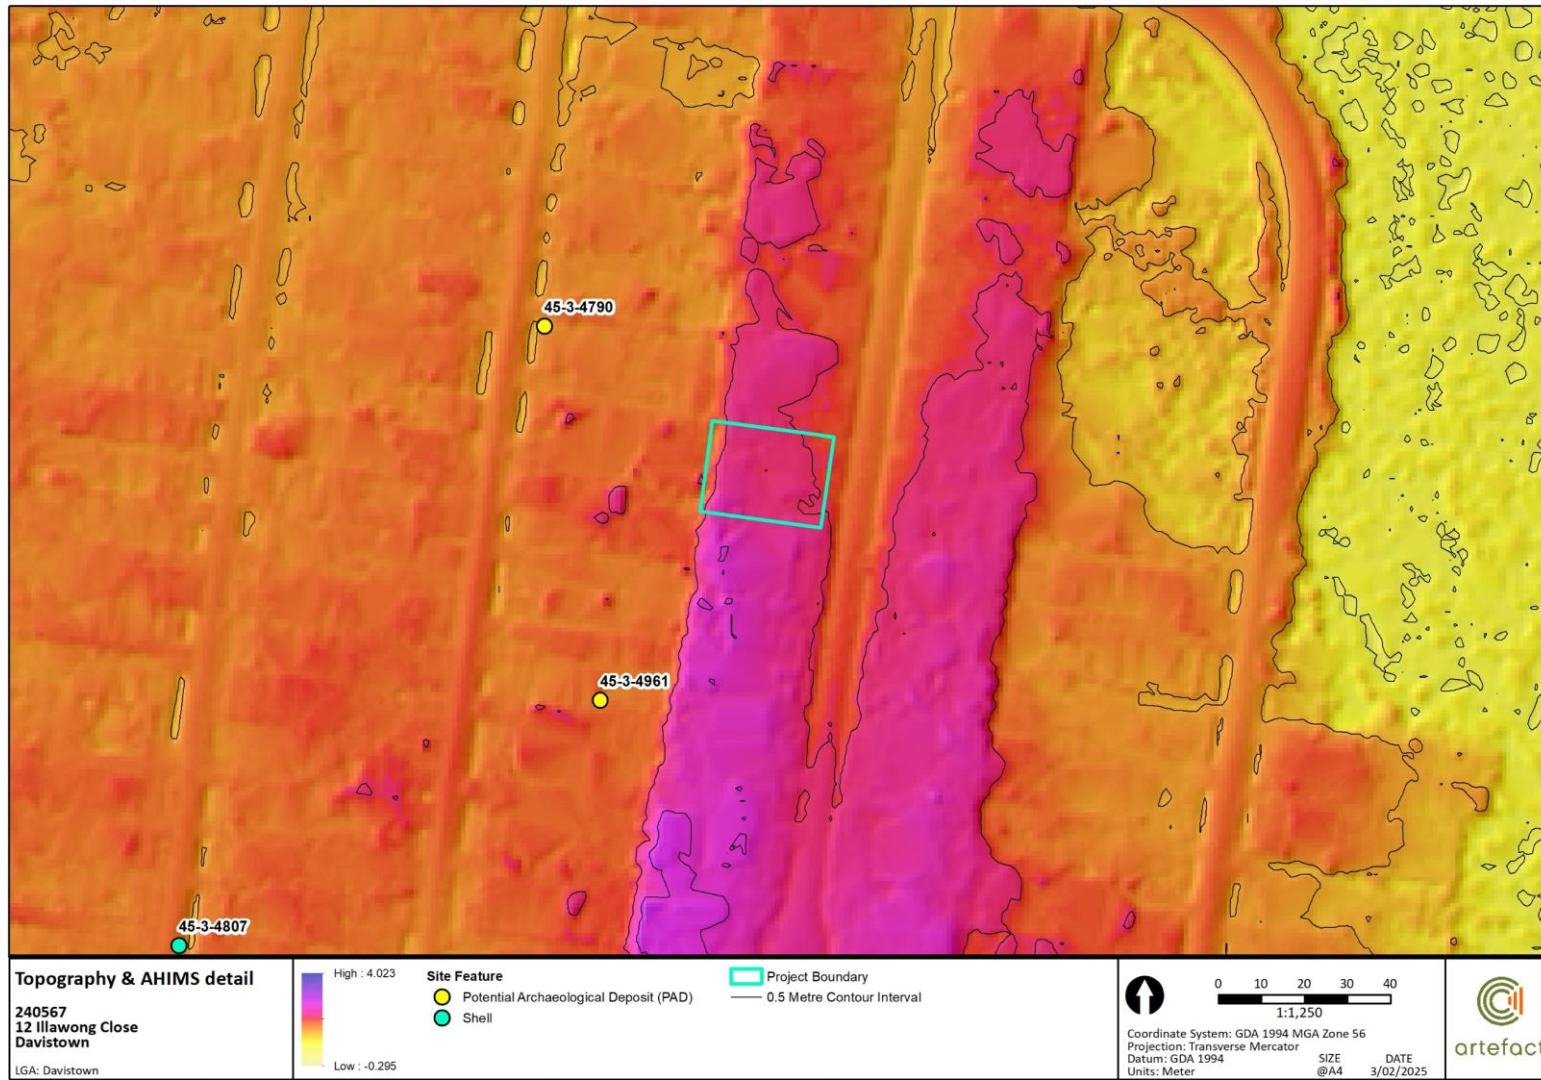 45-3-4790
45-3-4961
45-3-4807
Topography & AHIMS detail
240567
12 Illawong Close
Davistown
LGA: Davistown
High : 4.023
Low : -0.295
Site Feature
Potential Archaeological Deposit (PAD)
Shell
Project Boundary
0.5 Metre Contour Interval
0 10 20 30 40
1:1,250
Coordinate System: GDA 1994 MGA Zone 56
Projection: Transverse Mercator
Datum: GDA 1994
Units: Meter
SIZE
@A4
DATE
3/02/2025
artefact